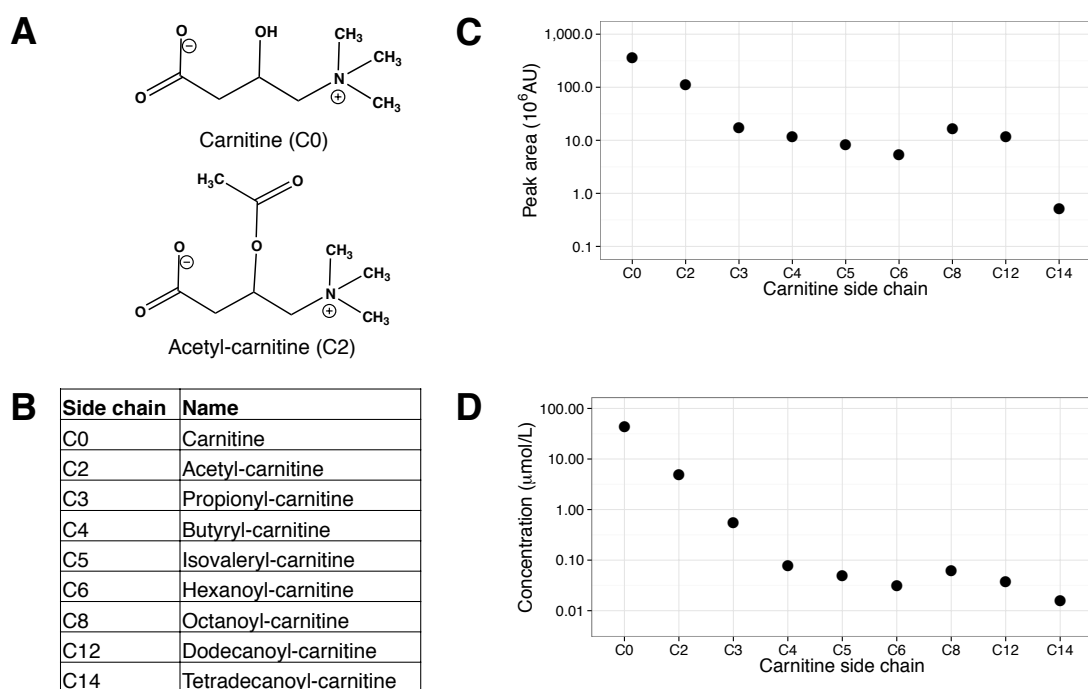 A
O
⊖
O
OH
CH₃
CH₃
N
⊕
CH₃
Carnitine (C0)
H₃C
O
O
O
⊖
O
CH₃
CH₃
N
⊕
CH₃
Acetyl-carnitine (C2)
B
Side chain Name
C0 Carnitine
C2 Acetyl-carnitine
C3 Propionyl-carnitine
C4 Butyryl-carnitine
C5 Isovaleryl-carnitine
C6 Hexanoyl-carnitine
C8 Octanoyl-carnitine
C12 Dodecanoyl-carnitine
C14 Tetradecanoyl-carnitine
C
Peak area (10⁶AU)
1,000.0
100.0
10.0
1.0
0.1
C0 C2 C3 C4 C5 C6 C8 C12 C14
Carnitine side chain
D
Concentration (μmol/L)
100.00
10.00
1.00
0.10
0.01
C0 C2 C3 C4 C5 C6 C8 C12 C14
Carnitine side chain